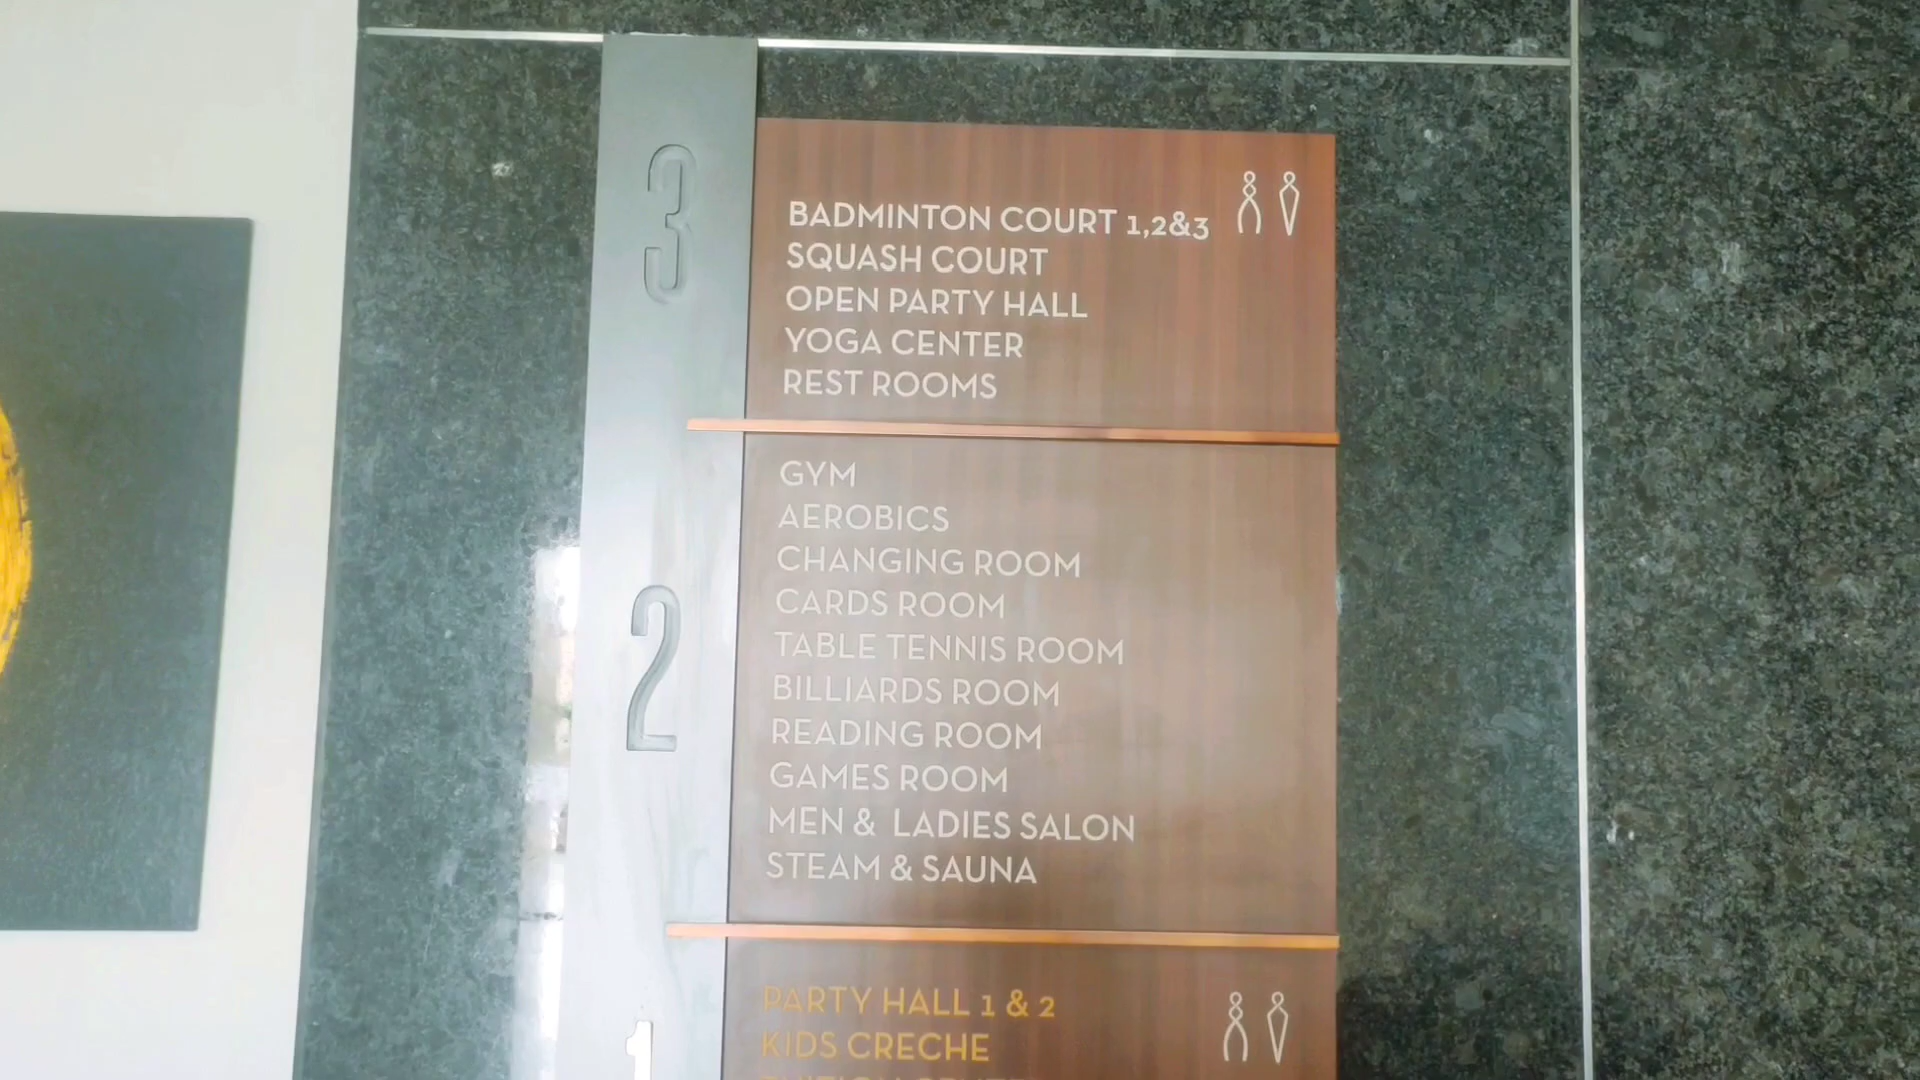 3
BADMINTON COURT 1,2&3
SQUASH COURT
OPEN PARTY HALL
YOGA CENTER
REST ROOMS
2
GYM
AEROBICS
CHANGING ROOM
CARDS ROOM
TABLE TENNIS ROOM
BILLIARDS ROOM
READING ROOM
GAMES ROOM
MEN & LADIES SALON
STEAM & SAUNA
1
PARTY HALL 1 & 2
KIDS CRECHE